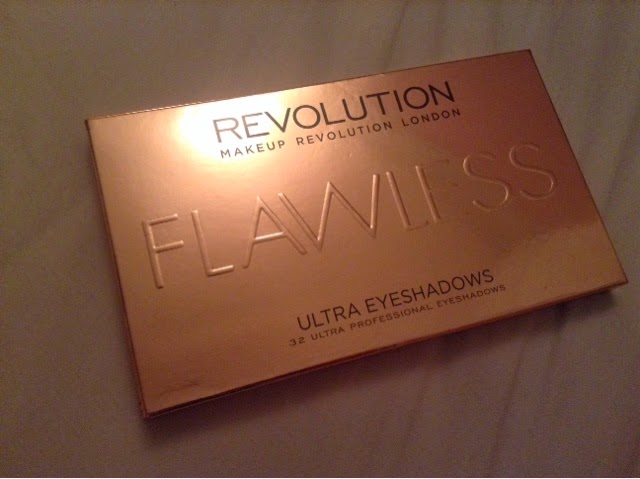 REVOLUTION
MAKEUP REVOLUTION LONDON
FLAWLESS
ULTRA EYESHADOWS
32 ULTRA PROFESSIONAL EYESHADOWS